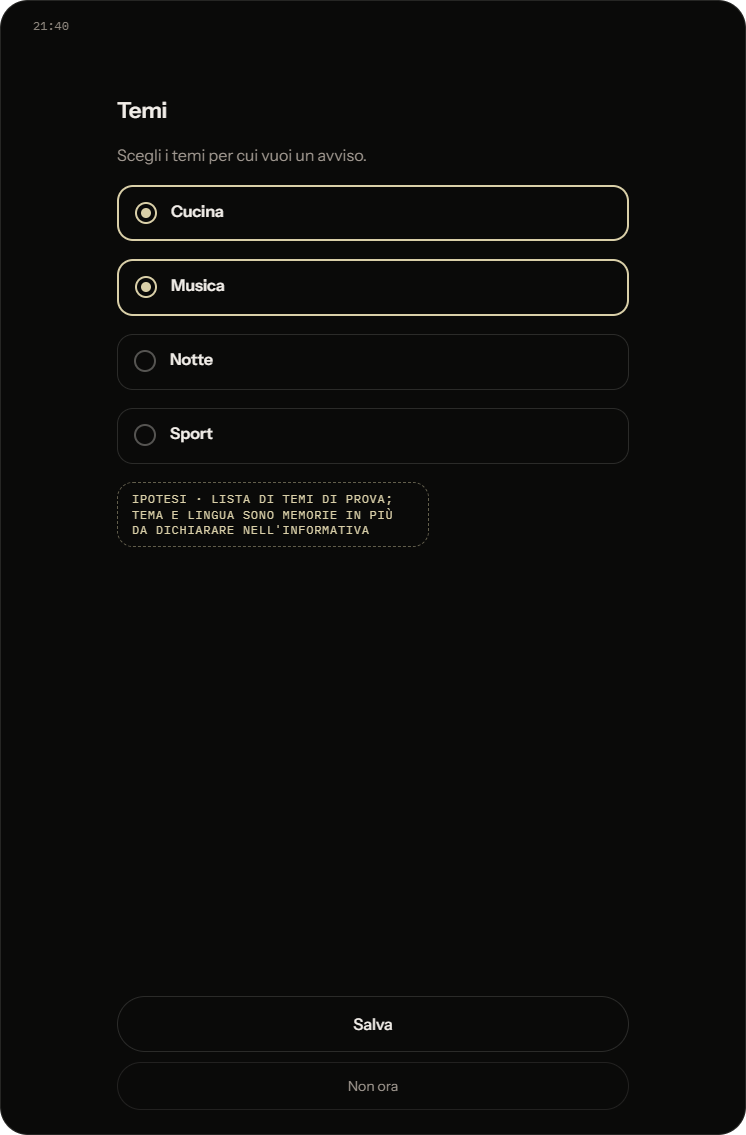 21:40
Temi
Scegli i temi per cui vuoi un avviso.
Cucina
Musica
Notte
Sport
IPOTESI · LISTA DI TEMI DI PROVA;
TEMA E LINGUA SONO MEMORIE IN PIÙ
DA DICHIARARE NELL'INFORMATIVA
Salva
Non ora